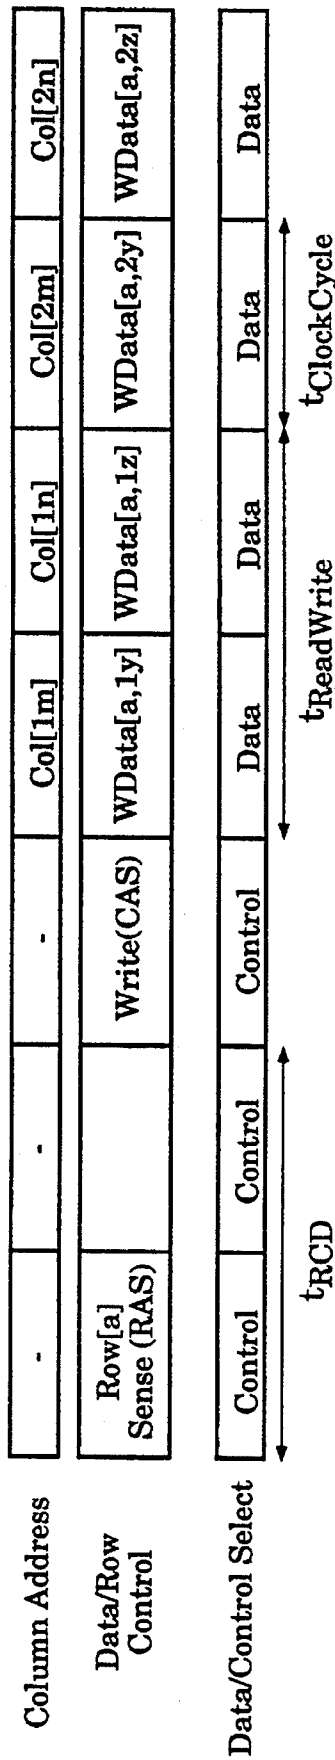 Column Address - - - Col[1m] Col[1n] Col[2m] Col[2n]
Data/Row Control Row[a] Sense (RAS) Write(CAS) WData[a,1y] WData[a,1z] WData[a,2y] WData[a,2z]
Data/Control Select Control Control Control Data Data Data Data
tRCD tReadWrite tClockCycle